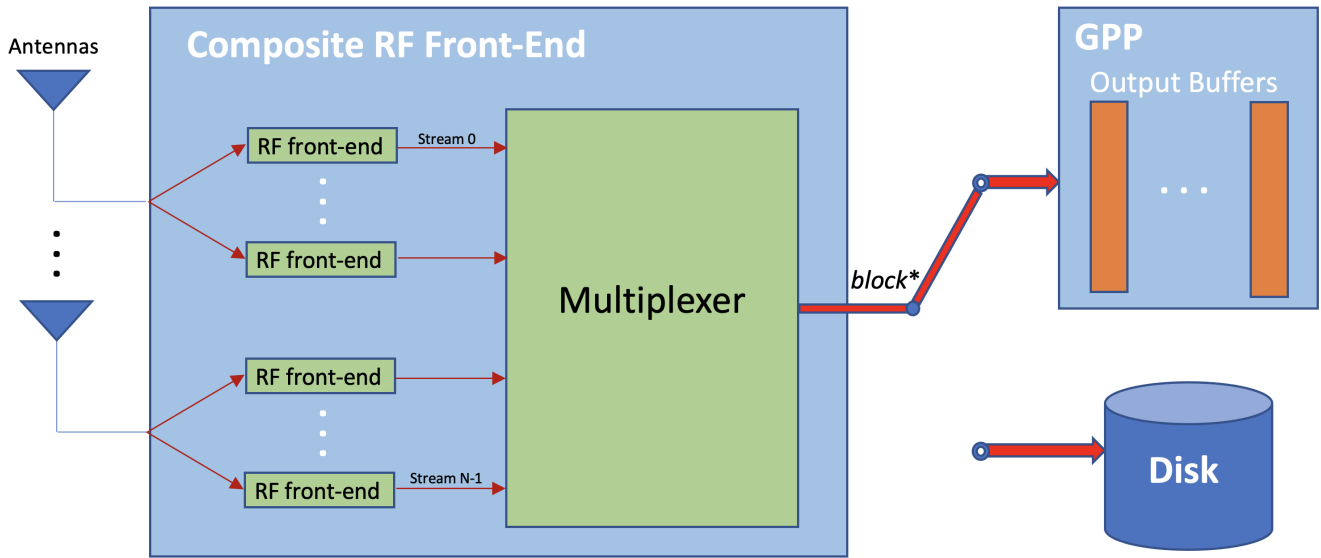 Antennas
Composite RF Front-End
GPP
Output Buffers
RF front-end
Stream 0
RF front-end
Multiplexer
block*
RF front-end
RF front-end
Stream N-1
Disk